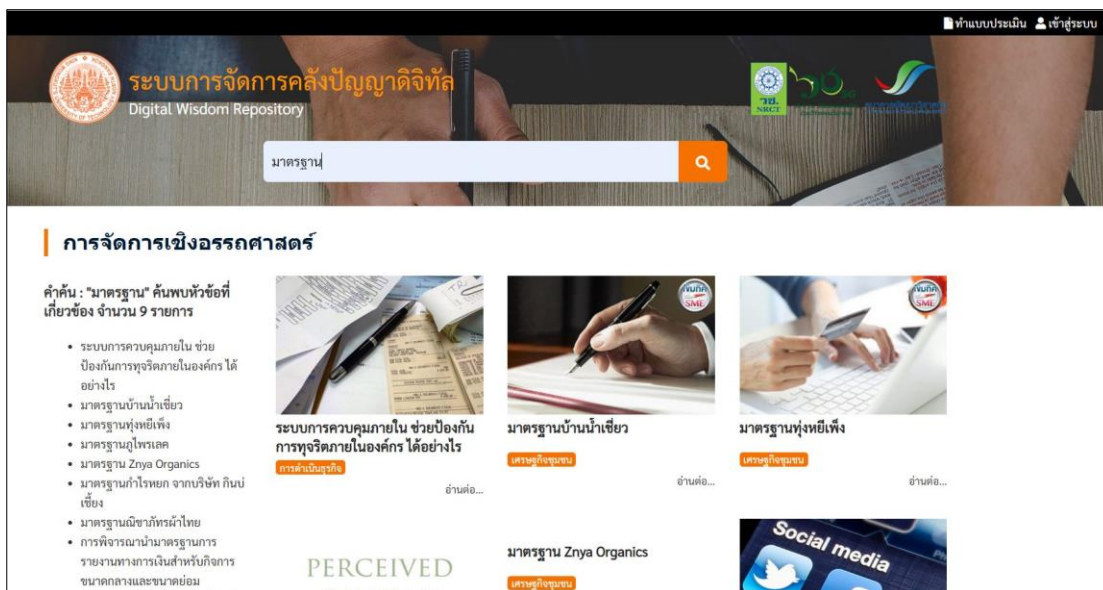 ทำแบบประเมิน เข้าสู่ระบบ
ระบบการจัดการคลังปัญญาดิจิทัล
Digital Wisdom Repository
วช.
NRCT
มาตรฐาน
การจัดการเชิงอรรถศาสตร์
คำค้น : "มาตรฐาน" ค้นพบหัวข้อที่
เกี่ยวข้อง จำนวน 9 รายการ
ระบบการควบคุมภายใน ช่วย
ป้องกันการทุจริตภายในองค์กร ได้
อย่างไร
มาตรฐานบ้านน้ำเชี่ยว
มาตรฐานทุ่งหยีเพ็ง
มาตรฐานภูไพรเลค
มาตรฐาน Znya Organics
มาตรฐานกำไรหยก จากบริษัท กินบ่
เซี้ยง
มาตรฐานณิชาภัทรผ้าไทย
การพิจารณานำมาตรฐานการ
รายงานทางการเงินสำหรับกิจการ
ขนาดกลางและขนาดย่อม
ระบบการควบคุมภายใน ช่วยป้องกัน
การทุจริตภายในองค์กร ได้อย่างไร
การดำเนินธุรกิจ
อ่านต่อ...
SME
มาตรฐานบ้านน้ำเชี่ยว
เศรษฐกิจชุมชน
อ่านต่อ...
SME
มาตรฐานทุ่งหยีเพ็ง
เศรษฐกิจชุมชน
อ่านต่อ...
PERCEIVED
มาตรฐาน Znya Organics
เศรษฐกิจชุมชน
Social media